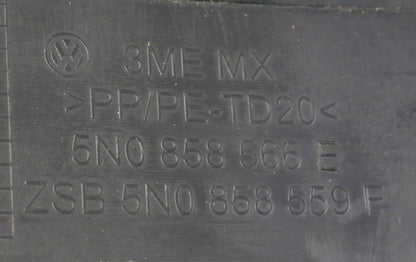 3ME MX
>PP/PE-TD20<
5N0 858 566 E
ZSB 5N0 858 559 F